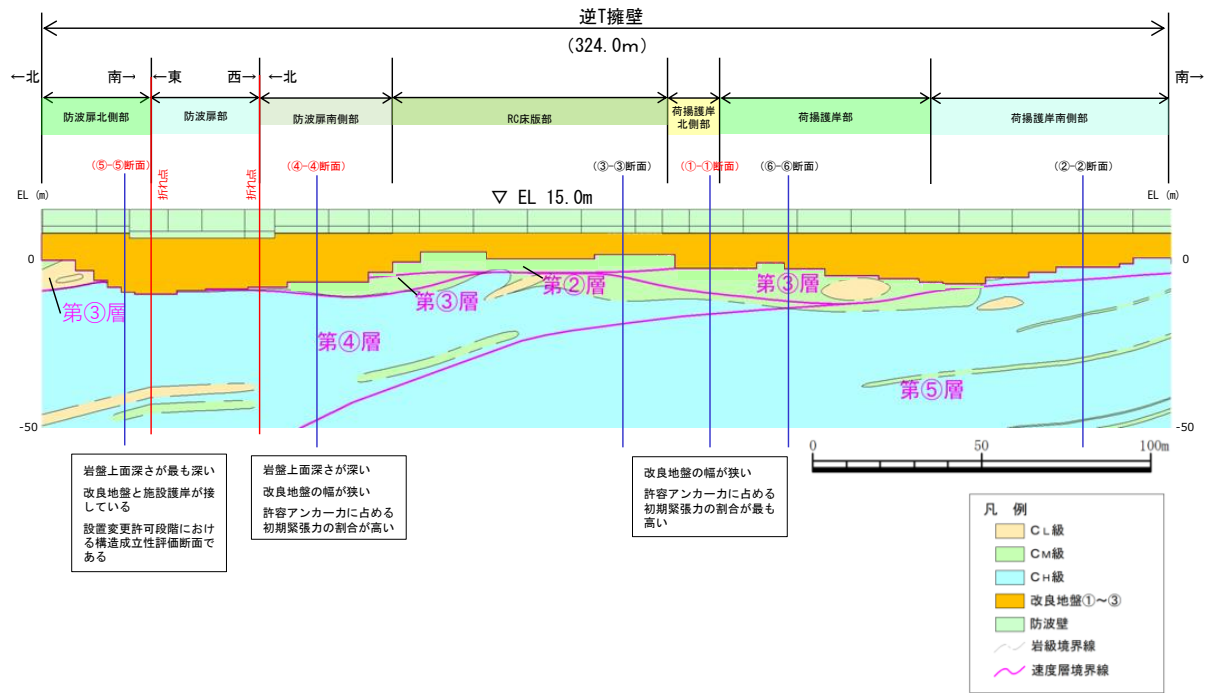 逆T擁壁
(324.0m)
←北
南→
←東
西→
←北
南→
防波扉北側部
防波扉部
防波扉南側部
RC床版部
荷揚護岸
北側部
荷揚護岸部
荷揚護岸南側部
(⑤-⑤断面)
(④-④断面)
(③-③断面)
(①-①断面)
(⑥-⑥断面)
(②-②断面)
折れ点
折れ点
EL (m)
▽ EL 15.0m
EL (m)
0
0
第③層
第③層
第②層
第③層
第④層
第⑤層
-50
-50
0
50
100m
岩盤上面深さが最も深い
改良地盤と施設護岸が接
している
設置変更許可段階におけ
る構造成立性評価断面で
ある
岩盤上面深さが深い
改良地盤の幅が狭い
許容アンカー力に占める
初期緊張力の割合が高い
改良地盤の幅が狭い
許容アンカー力に占める
初期緊張力の割合が最も
高い
凡 例
CL級
CM級
CH級
改良地盤①~③
防波壁
岩級境界線
速度層境界線